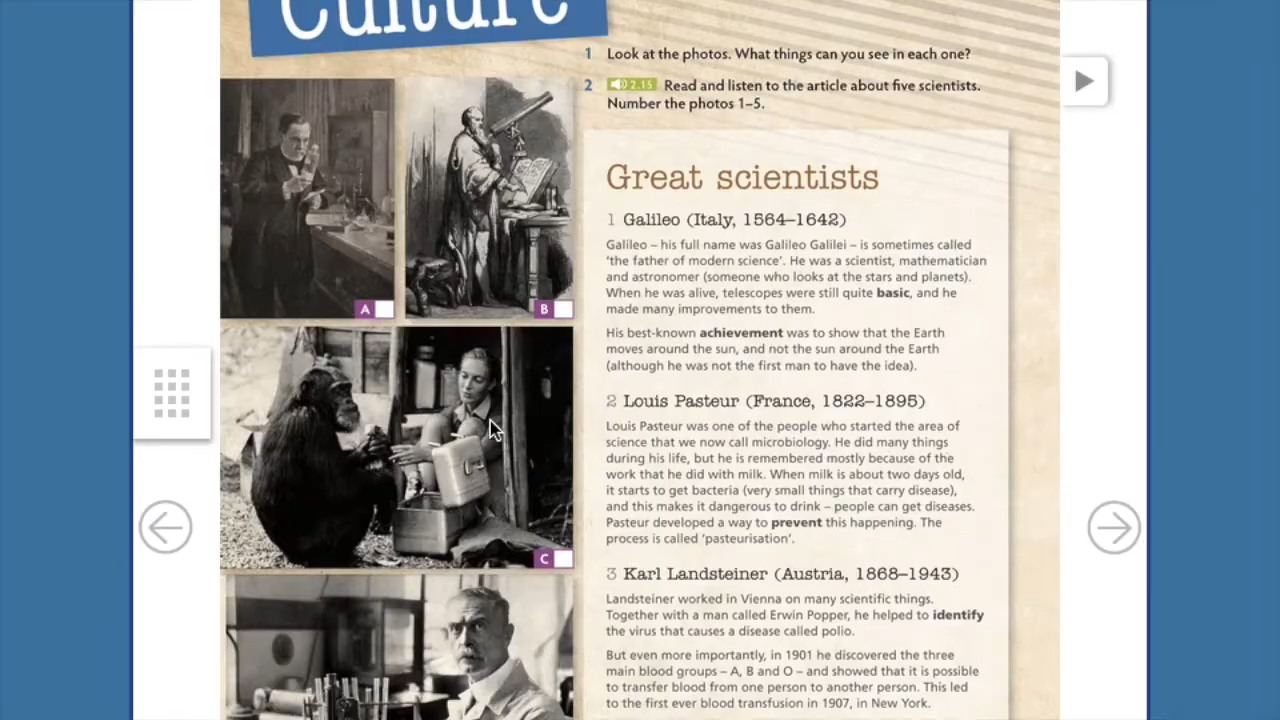 Culture
1 Look at the photos. What things can you see in each one?
2 2.15 Read and listen to the article about five scientists.
Number the photos 1–5.
A
B
C
Great scientists
1 Galileo (Italy, 1564–1642)
Galileo – his full name was Galileo Galilei – is sometimes called
‘the father of modern science’. He was a scientist, mathematician
and astronomer (someone who looks at the stars and planets).
When he was alive, telescopes were still quite basic, and he
made many improvements to them.
His best-known achievement was to show that the Earth
moves around the sun, and not the sun around the Earth
(although he was not the first man to have the idea).
2 Louis Pasteur (France, 1822–1895)
Louis Pasteur was one of the people who started the area of
science that we now call microbiology. He did many things
during his life, but he is remembered mostly because of the
work that he did with milk. When milk is about two days old,
it starts to get bacteria (very small things that carry disease),
and this makes it dangerous to drink – people can get diseases.
Pasteur developed a way to prevent this happening. The
process is called ‘pasteurisation’.
3 Karl Landsteiner (Austria, 1868–1943)
Landsteiner worked in Vienna on many scientific things.
Together with a man called Erwin Popper, he helped to identify
the virus that causes a disease called polio.
But even more importantly, in 1901 he discovered the three
main blood groups – A, B and O – and showed that it is possible
to transfer blood from one person to another person. This led
to the first ever blood transfusion in 1907, in New York.